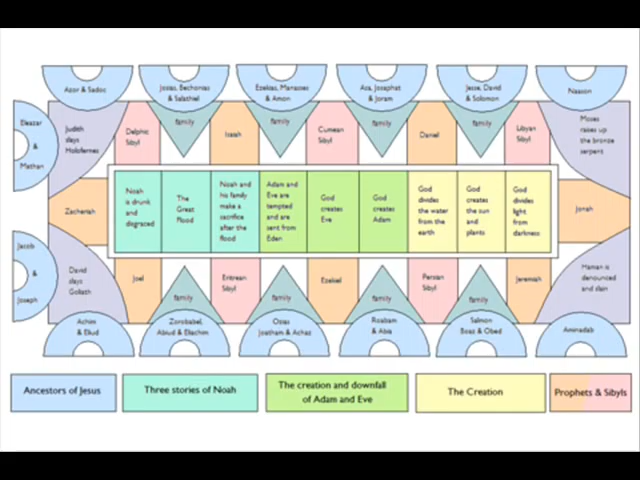 Azor & Sadoc
Josias, Bechonias
& Salathiel
Ezekias, Manasses
& Amon
Asa, Josephat
& Joram
Jesse, David
& Solomon
Naason
Eleazar
&
Mathan
Judith
slays
Holofernes
Delphic
Sibyl
family
Isaiah
family
Cumean
Sibyl
family
Daniel
family
Libyan
Sibyl
Moses
raises up
the bronze
serpent
Zechariah
Noah
is drunk
and
disgraced
The
Great
Flood
Noah and
his family
make a
sacrifice
after the
flood
Adam and
Eve are
tempted
and are
sent from
Eden
God
creates
Eve
God
creates
Adam
God
divides
the water
from the
earth
God
creates
the sun
and
plants
God
divides
light
from
darkness
Jonah
Jacob
&
Joseph
David
slays
Goliath
Joel
family
Eritrean
Sibyl
family
Ezekiel
family
Persian
Sibyl
family
Jeremiah
Haman is
denounced
and slain
Achim
& Eliud
Zorobabel,
Abiud & Eliachim
Ozias
Joatham & Achaz
Roabam
& Abia
Salmon
Boaz & Obed
Aminadab
Ancestors of Jesus
Three stories of Noah
The creation and downfall
of Adam and Eve
The Creation
Prophets & Sibyls